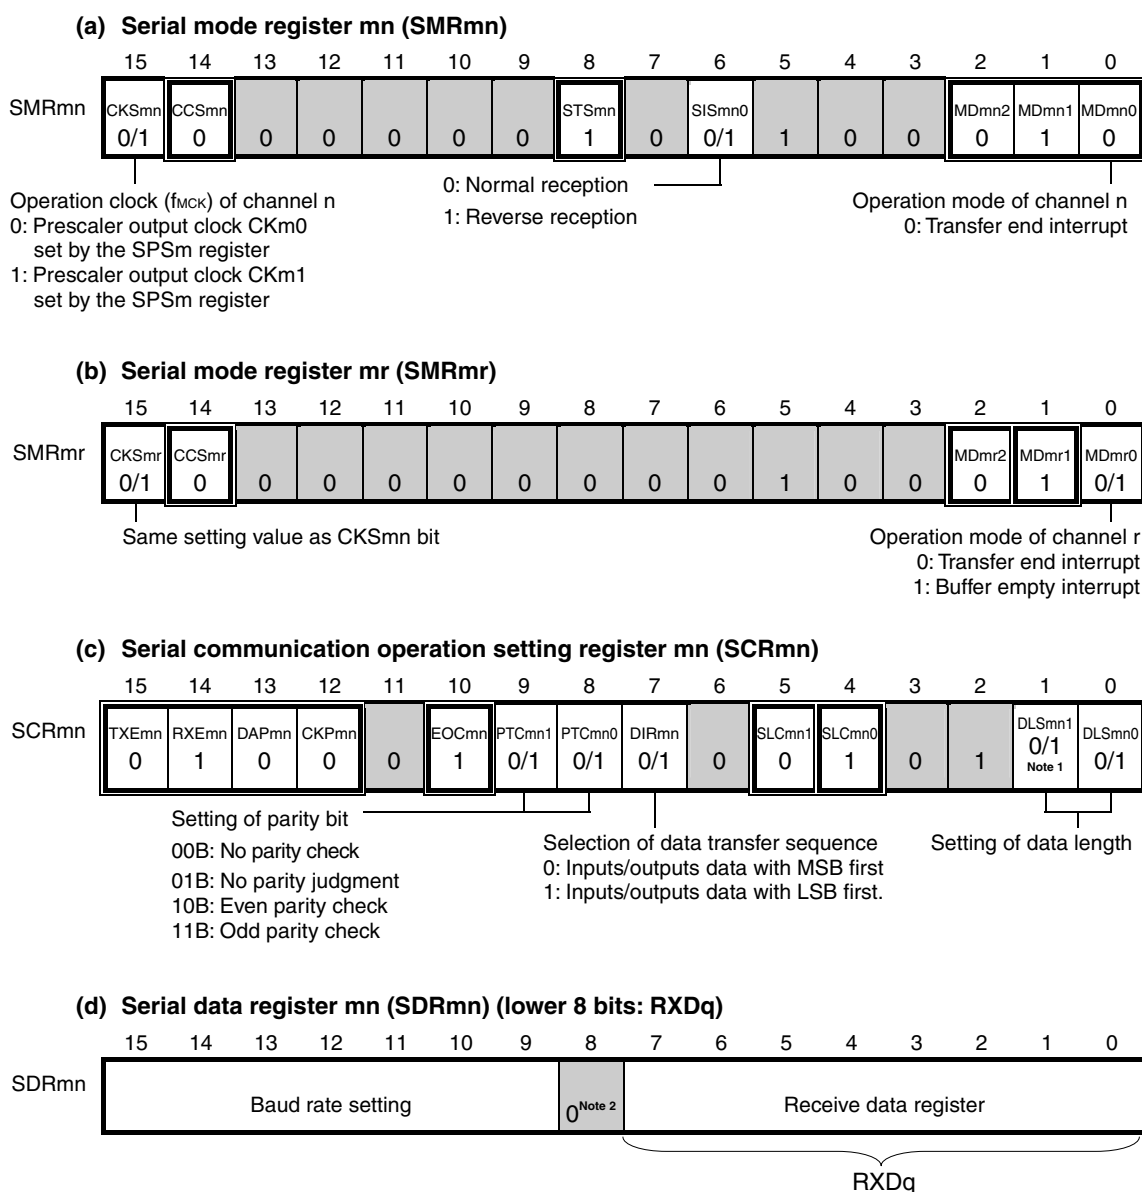 (a) Serial mode register mn (SMRmn)
15 14 13 12 11 10 9 8 7 6 5 4 3 2 1 0
SMRmn
CKSmn CCSmn STSmn SISmn0 MDmn2 MDmn1 MDmn0
0/1 0 0 0 0 0 0 1 0 0/1 1 0 0 0 1 0
Operation clock (fMCK) of channel n
0: Prescaler output clock CKm0
set by the SPSm register
1: Prescaler output clock CKm1
set by the SPSm register
0: Normal reception
1: Reverse reception
Operation mode of channel n
0: Transfer end interrupt
(b) Serial mode register mr (SMRmr)
15 14 13 12 11 10 9 8 7 6 5 4 3 2 1 0
SMRmr
CKSmr CCSmr MDmr2 MDmr1 MDmr0
0/1 0 0 0 0 0 0 0 0 0 1 0 0 0 1 0/1
Same setting value as CKSmn bit
Operation mode of channel r
0: Transfer end interrupt
1: Buffer empty interrupt
(c) Serial communication operation setting register mn (SCRmn)
15 14 13 12 11 10 9 8 7 6 5 4 3 2 1 0
SCRmn
TXEmn RXEmn DAPmn CKPmn EOCmn PTCmn1 PTCmn0 DIRmn SLCmn1 SLCmn0 DLSmn1 DLSmn0
0 1 0 0 0 1 0/1 0/1 0/1 0 0 1 0 1 0/1 0/1
Note 1
Setting of parity bit
00B: No parity check
01B: No parity judgment
10B: Even parity check
11B: Odd parity check
Selection of data transfer sequence
0: Inputs/outputs data with MSB first
1: Inputs/outputs data with LSB first.
Setting of data length
(d) Serial data register mn (SDRmn) (lower 8 bits: RXDq)
15 14 13 12 11 10 9 8 7 6 5 4 3 2 1 0
SDRmn
Baud rate setting 0 Note 2 Receive data register
RXDq